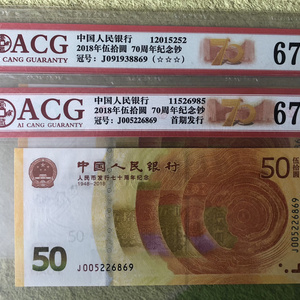 ACG
AI CANG GUARANTY
中国人民银行 12015252
2018年伍拾圆 70周年纪念钞
冠号: J091938869 (☆☆☆)
70
67
ACG
AI CANG GUARANTY
中国人民银行 11526985
2018年伍拾圆 70周年纪念钞
冠号: J005226869 首期发行
70
67
中国人民银行
人民币发行七十周年纪念
1948-2018
50
50
J005226869